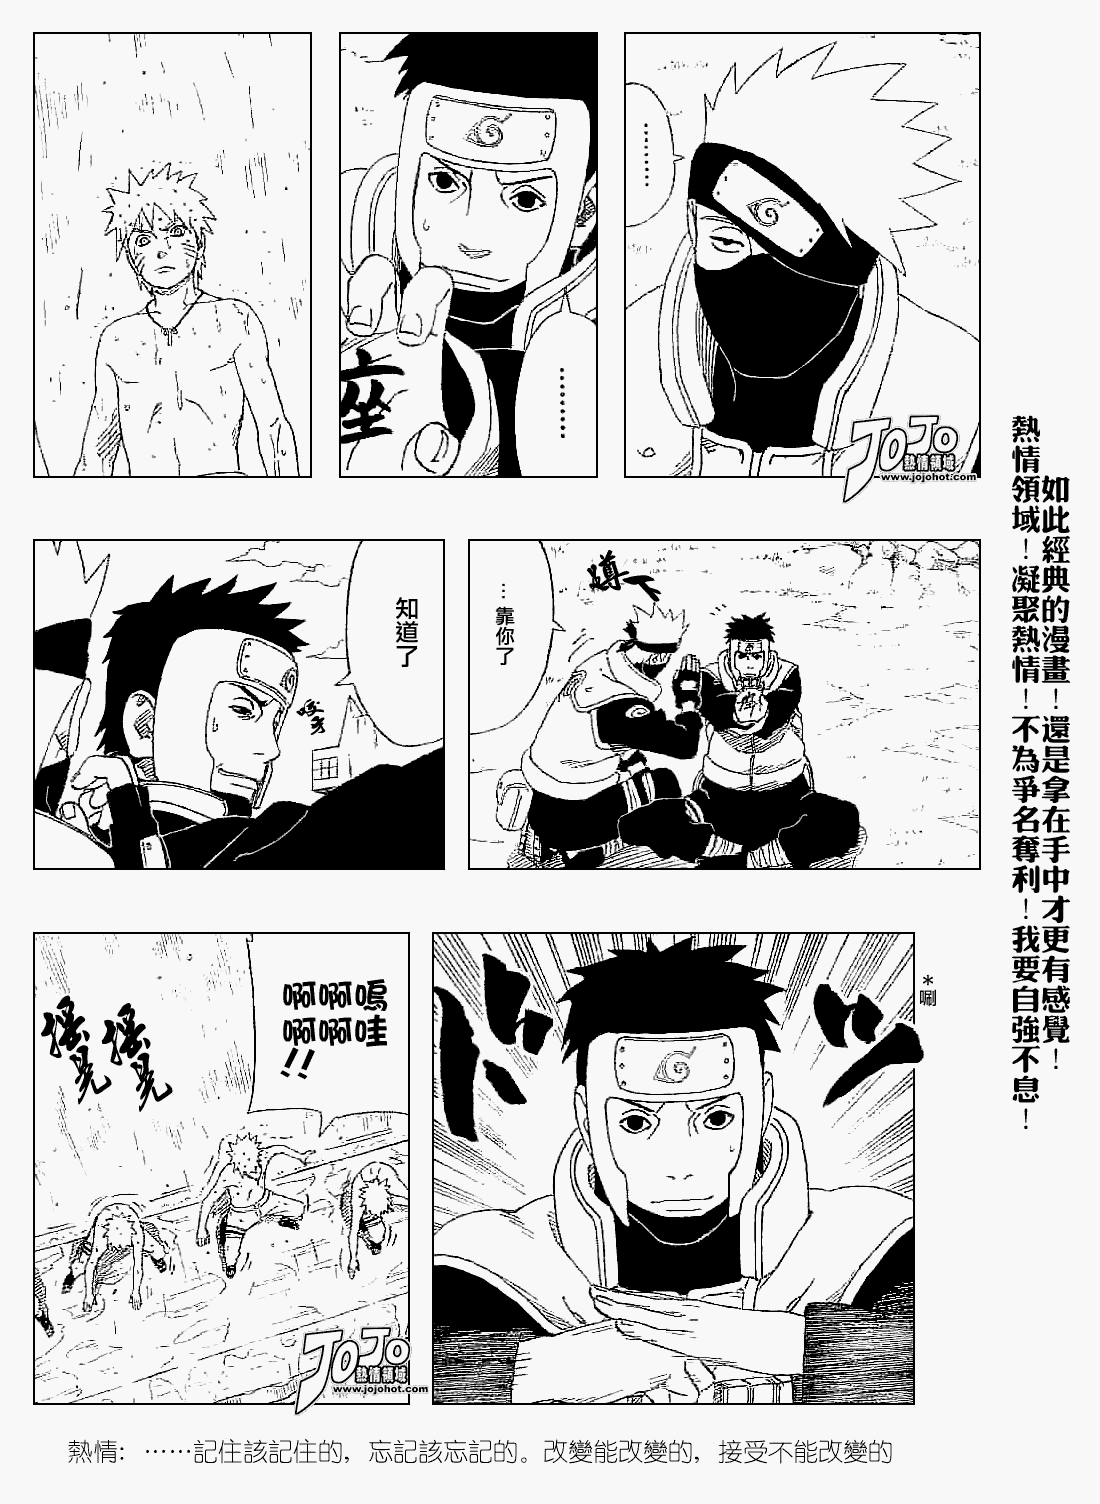 ………
………
座
JOJO
熱情領域
www.jojohot.com
…靠你了
蹲下
座
知道了
*唰
嗚哇
啊啊
啊啊
!!
搖晃
搖晃
JOJO
熱情領域
www.jojohot.com
如此經典的漫畫！還是拿在手中才更有感覺！
熱情領域！凝聚熱情！不為爭名奪利！我要自強不息！
熱情：……記住該記住的，忘記該忘記的。改變能改變的，接受不能改變的